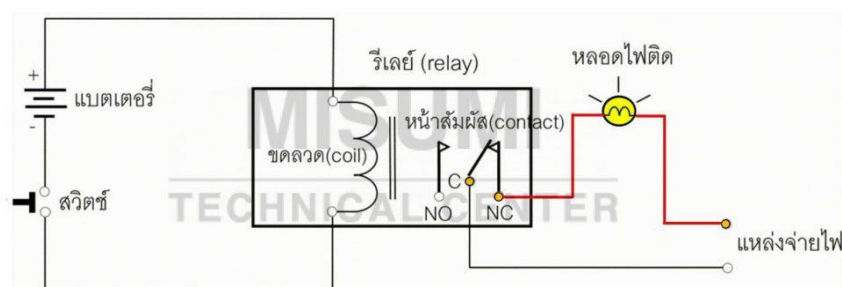 รีเลย์ (relay)
หลอดไฟติด
+
แบตเตอรี่
-
MISUMI
หน้าสัมผัส(contact)
ขดลวด(coil)
C
สวิตช์
TECHNICAL CENTER
NO
NC
แหล่งจ่ายไฟ